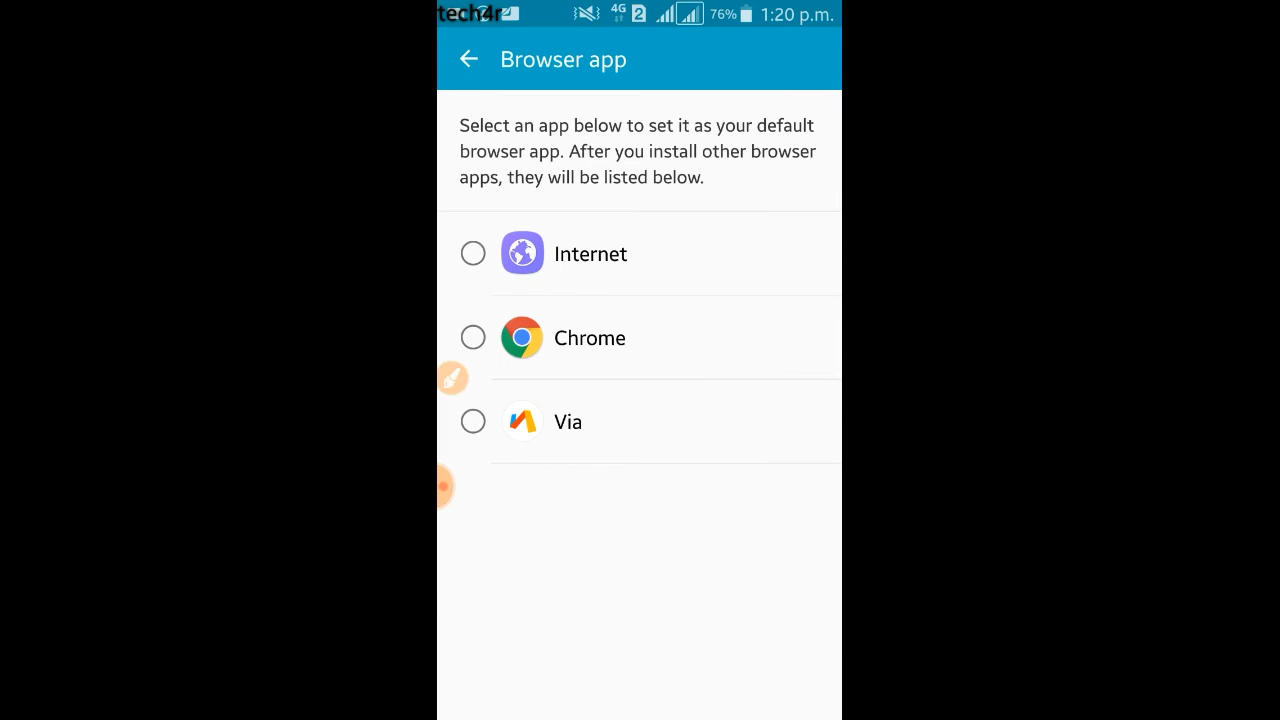 tech4r
4G 2 76% 1:20 p.m.
Browser app
Select an app below to set it as your default
browser app. After you install other browser
apps, they will be listed below.
Internet
Chrome
Via